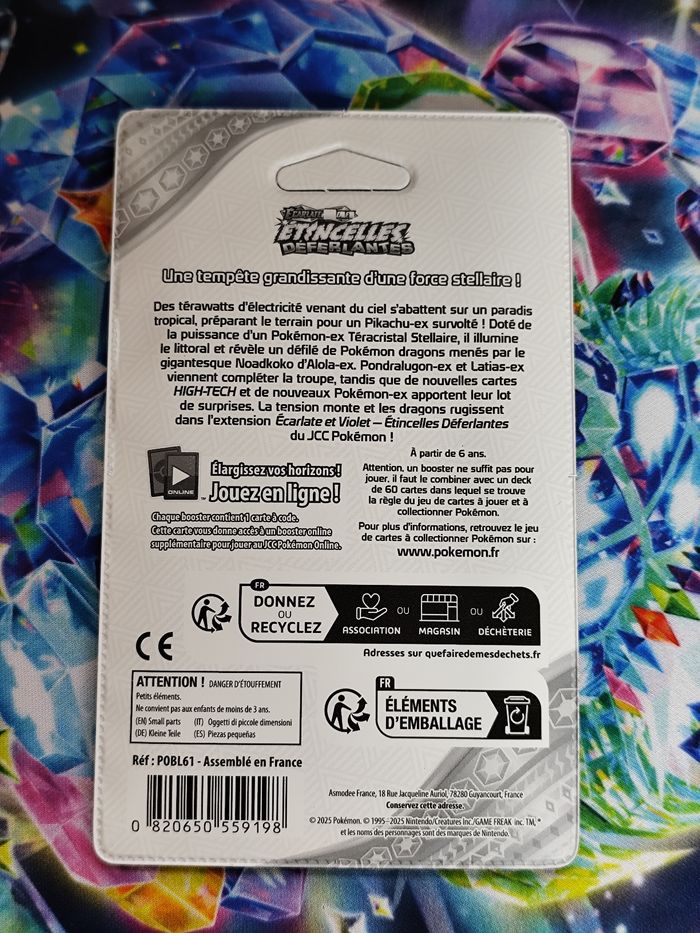 ÉCARLATE
ÉTINCELLES
DÉFERLANTES
Une tempête grandissante d'une force stellaire !
Des térawatts d'électricité venant du ciel s'abattent sur un paradis
tropical, préparant le terrain pour un Pikachu-ex survolté ! Doté de
la puissance d'un Pokémon-ex Téracristal Stellaire, il illumine
le littoral et révèle un défilé de Pokémon dragons menés par le
gigantesque Noadkoko d'Alola-ex. Pondralugon-ex et Latias-ex
viennent compléter la troupe, tandis que de nouvelles cartes
HIGH-TECH et de nouveaux Pokémon-ex apportent leur lot
de surprises. La tension monte et les dragons rugissent
dans l'extension Écarlate et Violet – Étincelles Déferlantes
du JCC Pokémon !
ONLINE
TM
Élargissez vos horizons !
Jouez en ligne !
Chaque booster contient 1 carte à code.
Cette carte vous donne accès à un booster online
supplémentaire pour jouer au JCC Pokémon Online.
À partir de 6 ans.
Attention, un booster ne suffit pas pour
jouer, il faut le combiner avec un deck
de 60 cartes dans lequel se trouve
la règle du jeu de cartes à jouer et à
collectionner Pokémon.
Pour plus d'informations, retrouvez le jeu
de cartes à collectionner Pokémon sur :
www.pokemon.fr
FR
DONNEZ
OU
RECYCLEZ
ASSOCIATION
OU
MAGASIN
OU
DÉCHÈTERIE
Adresses sur quefairedemesdechets.fr
CE
ATTENTION ! DANGER D'ÉTOUFFEMENT
Petits éléments.
Ne convient pas aux enfants de moins de 3 ans.
(EN) Small parts (IT) Oggetti di piccole dimensioni
(DE) Kleine Teile (ES) Piezas pequeñas
FR
ÉLÉMENTS
D'EMBALLAGE
Réf : POBL61 - Assemblé en France
0 820650 559198
Asmodee France, 18 Rue Jacqueline Auriol, 78280 Guyancourt, France
Conservez cette adresse.
© 2025 Pokémon. © 1995–2025 Nintendo/Creatures Inc./GAME FREAK inc. TM, ®
et les noms des personnages sont des marques de Nintendo.